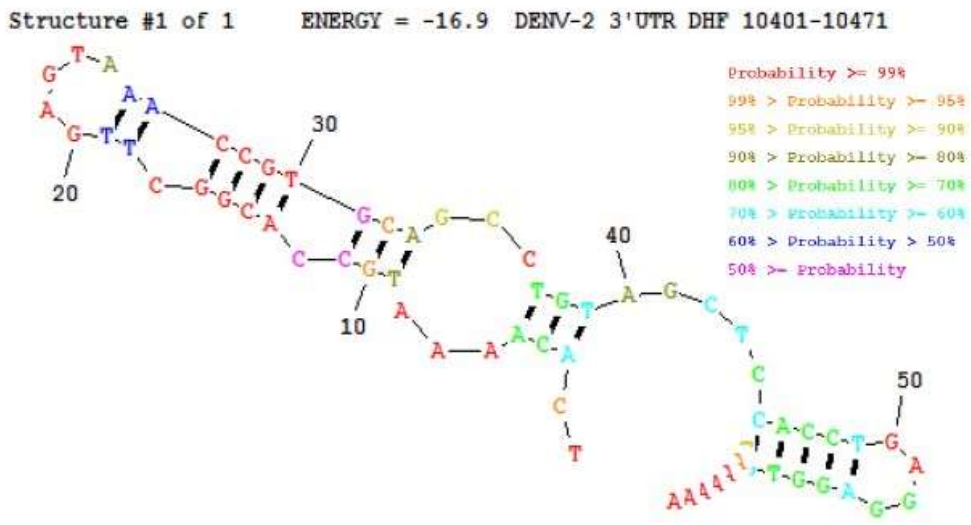 Structure #1 of 1 ENERGY = -16.9 DENV-2 3'UTR DHF 10401-10471
Probability >= 99%
99% > Probability >= 95%
95% > Probability >= 90%
90% > Probability >= 80%
80% > Probability >= 70%
70% > Probability >= 60%
60% > Probability > 50%
50% >= Probability
TCACAAAATGCCACGGCTTGAGTAAACCGTGCAGCCTGTAGCTCCACCTGAGGAGGT
10
20
30
40
50